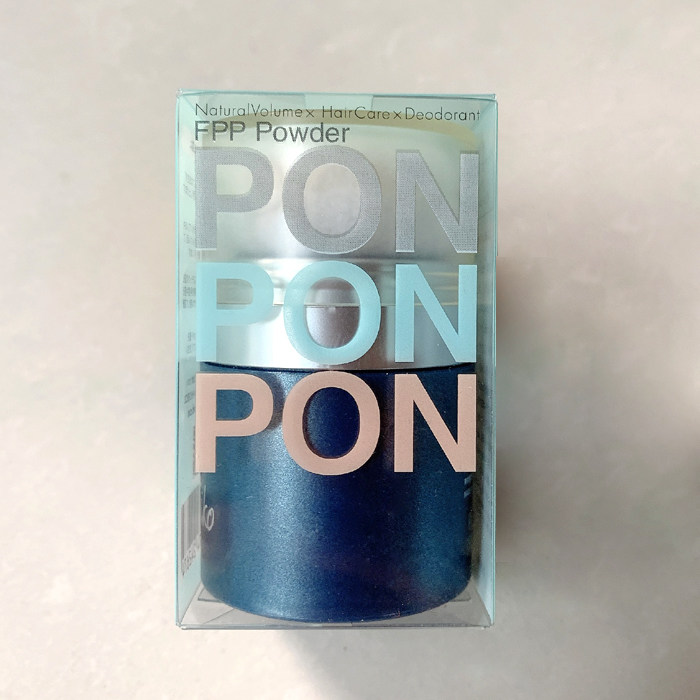 NaturalVolume× HairCare×Deodorant
FPP Powder
PON
PON
PON